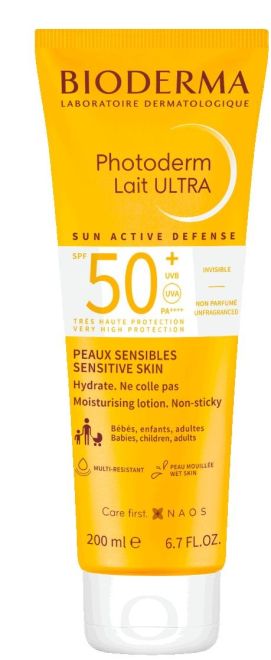 BIODERMA
LABORATOIRE DERMATOLOGIQUE
Photoderm
Lait ULTRA
SUN ACTIVE DEFENSE
SPF 50+
UVB
UVA
PA++++
INVISIBLE
NON PARFUMÉ
UNFRAGRANCED
TRÈS HAUTE PROTECTION
VERY HIGH PROTECTION
PEAUX SENSIBLES
SENSITIVE SKIN
Hydrate. Ne colle pas
Moisturising lotion. Non-sticky
Bébés, enfants, adultes
Babies, children, adults
MULTI-RESISTANT
PEAU MOUILLÉE
WET SKIN
Care first. NAOS
200 ml e 6.7 FL.OZ.